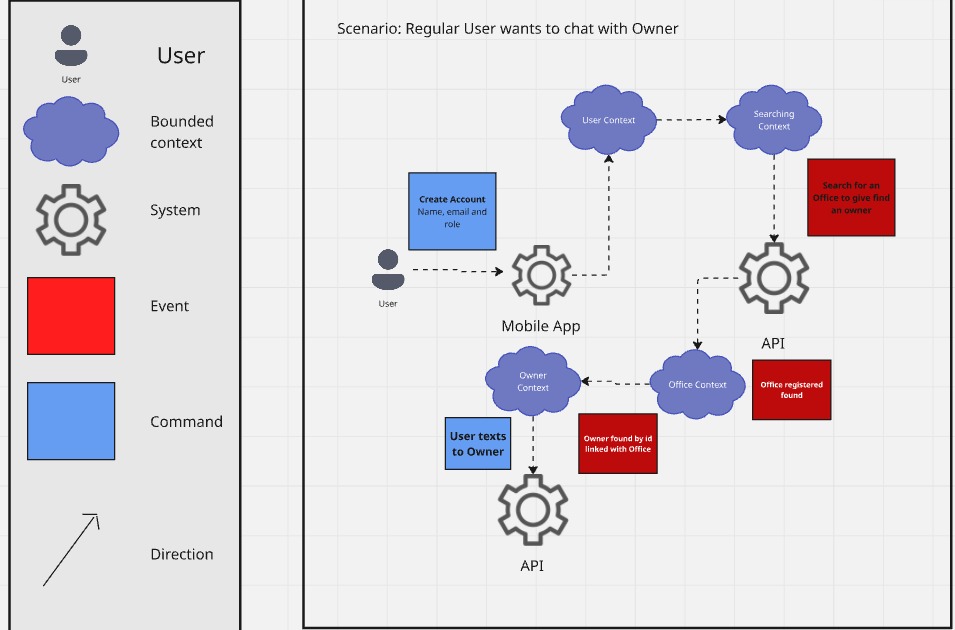 User
User
Bounded
context
System
Event
Command
Direction
Scenario: Regular User wants to chat with Owner
User Context
Searching
Context
Create Account
Name, email and
role
Search for an
Office to give find
an owner
User
Mobile App
API
Owner
Context
Office Context
Office registered
found
User texts
to Owner
Owner found by id
linked with Office
API